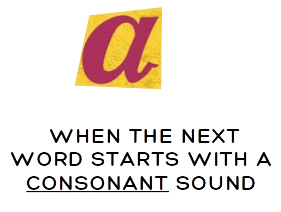 a
WHEN THE NEXT
WORD STARTS WITH A
CONSONANT SOUND